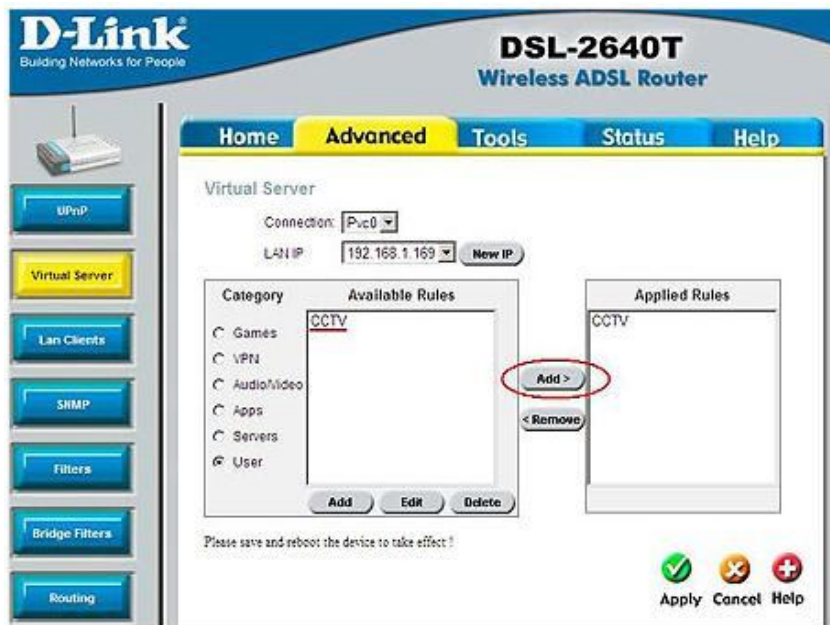 D-Link
Building Networks for People
DSL-2640T
Wireless ADSL Router
Home Advanced Tools Status Help
UPnP
Virtual Server
Lan Clients
SNMP
Filters
Bridge Filters
Routing
Virtual Server
Connection: Pvc0
LAN IP 192.168.1.169 New IP
Category Available Rules Applied Rules
CCTV CCTV
Games
VPN
Audio/Video
Apps
Servers
User
Add >
< Remove
Add Edit Delete
Please save and reboot the device to take effect !
Apply Cancel Help